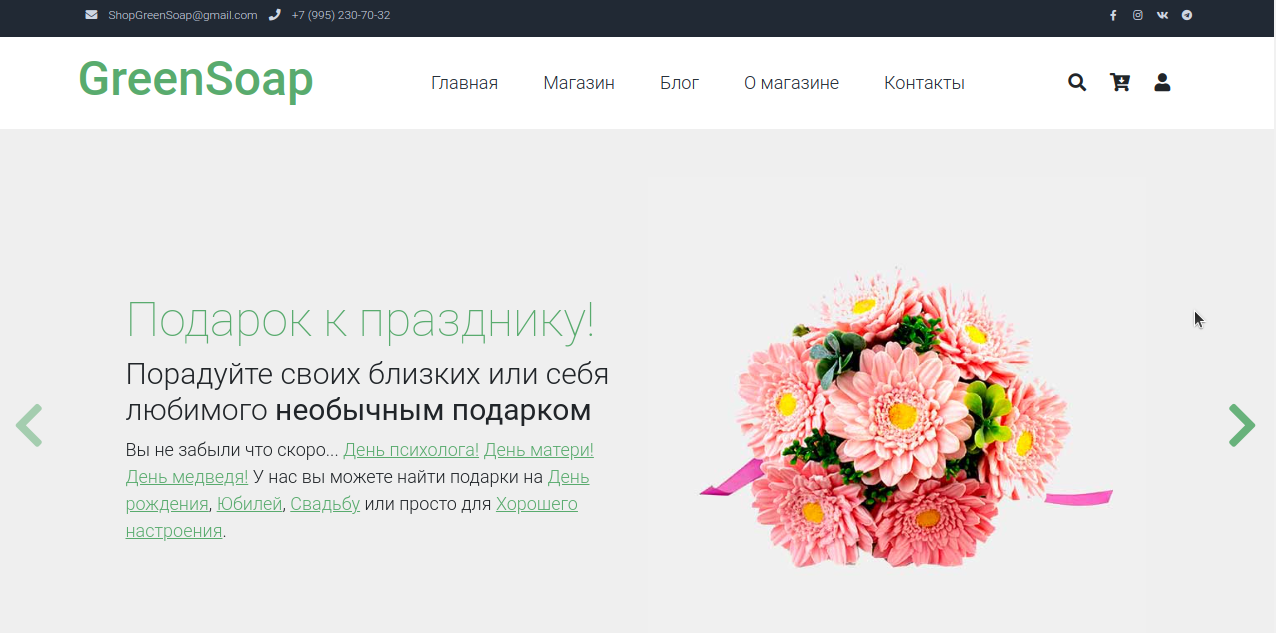 ShopGreenSoap@gmail.com +7 (995) 230-70-32
GreenSoap Главная Магазин Блог О магазине Контакты
Подарок к празднику!
Порадуйте своих близких или себя
любимого необычным подарком
Вы не забыли что скоро... День психолога! День матери!
День медведя! У нас вы можете найти подарки на День
рождения, Юбилей, Свадьбу или просто для Хорошего
настроения.